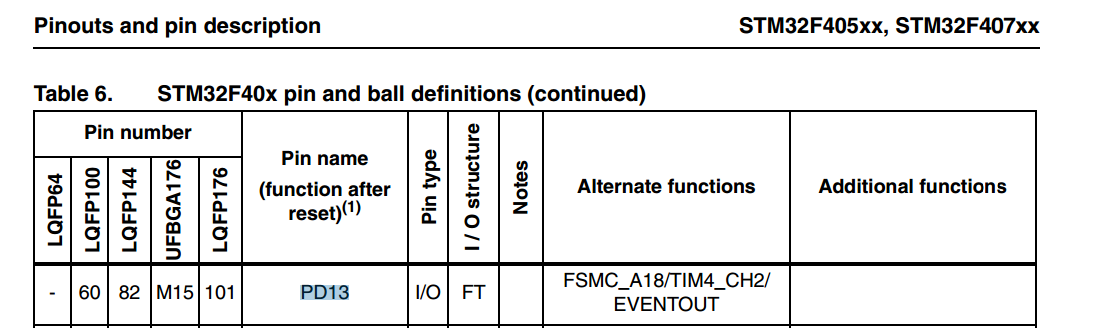 Pinouts and pin description
STM32F405xx, STM32F407xx
Table 6. STM32F40x pin and ball definitions (continued)
Pin number
LQFP64
LQFP100
LQFP144
UFBGA176
LQFP176
Pin name
(function after
reset)(1)
Pin type
I / O structure
Notes
Alternate functions
Additional functions
- 60 82 M15 101 PD13 I/O FT FSMC_A18/TIM4_CH2/
EVENTOUT